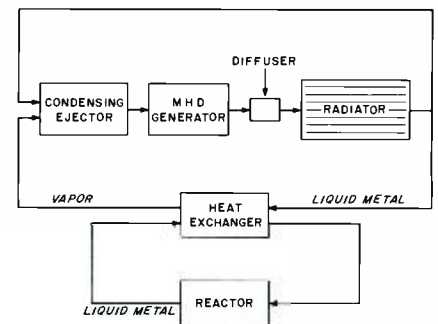 DIFFUSER
CONDENSING
EJECTOR
MHD
GENERATOR
RADIATOR
VAPOR
LIQUID METAL
HEAT
EXCHANGER
REACTOR
LIQUID METAL